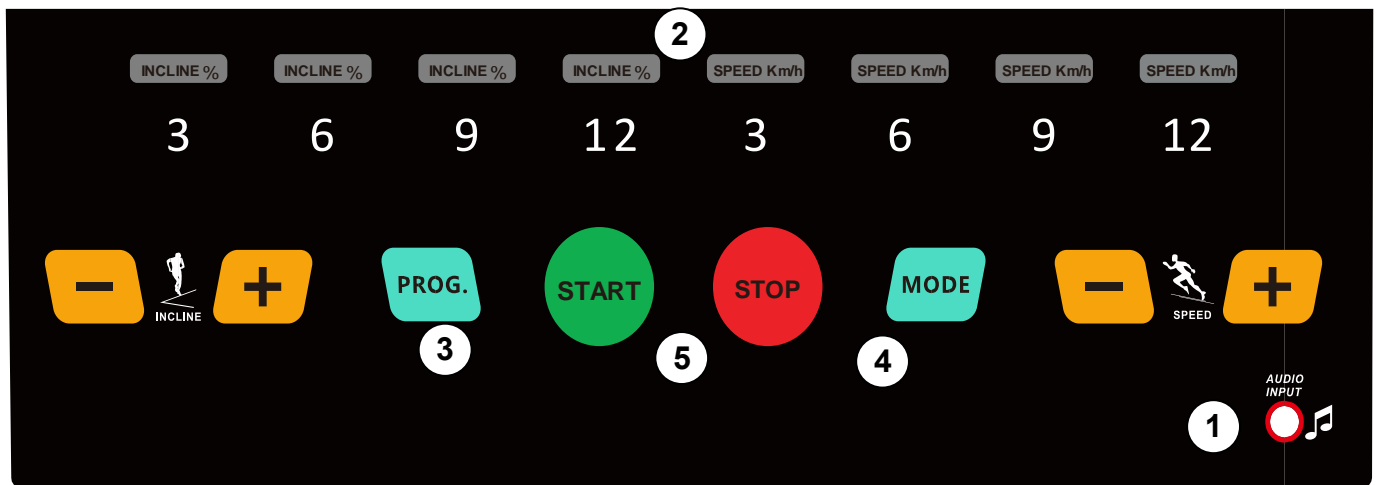 2
INCLINE % INCLINE % INCLINE % INCLINE % SPEED Km/h SPEED Km/h SPEED Km/h SPEED Km/h
3 6 9 12 3 6 9 12
− INCLINE + PROG. START STOP MODE − SPEED +
3 5 4
AUDIO
INPUT
1